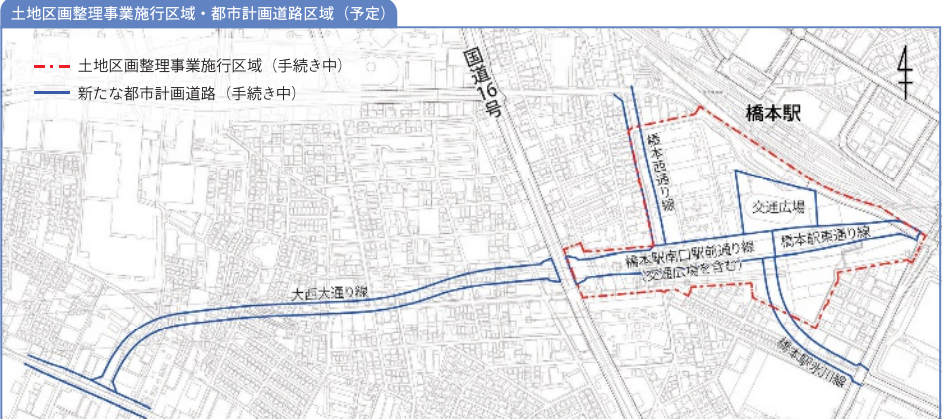 土地区画整理事業施行区域・都市計画道路区域（予定）
土地区画整理事業施行区域（手続き中）
新たな都市計画道路（手続き中）
国道16号
橋本駅
橋本西通り線
交通広場
橋本駅東通り線
橋本駅南口駅前通り線
（交通広場を含む）
大西大通り線
橋本駅氷川線